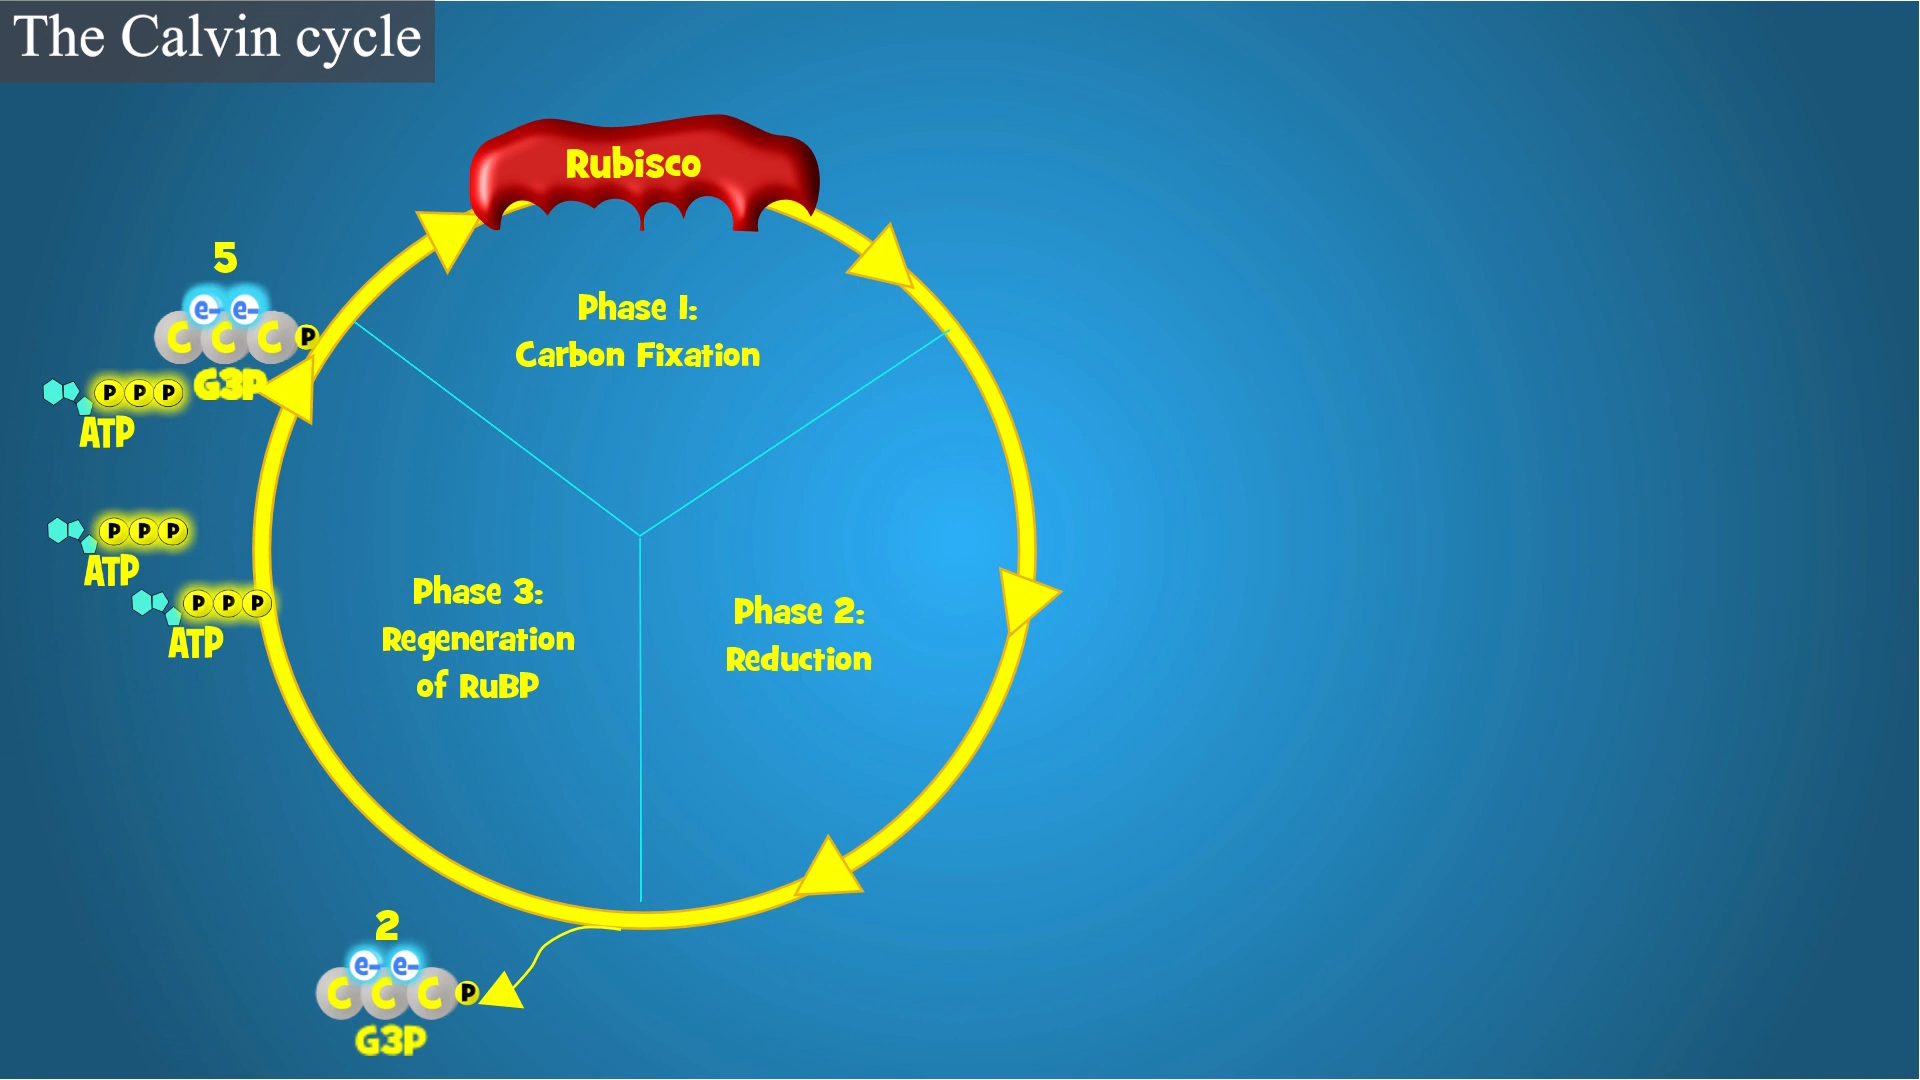 The Calvin cycle
Rubisco
5
e- e-
C C C P
G3P
P P P
ATP
Phase 1:
Carbon Fixation
P P P
ATP
P P P
ATP
Phase 3:
Regeneration
of RuBP
Phase 2:
Reduction
2
e- e-
C C C P
G3P